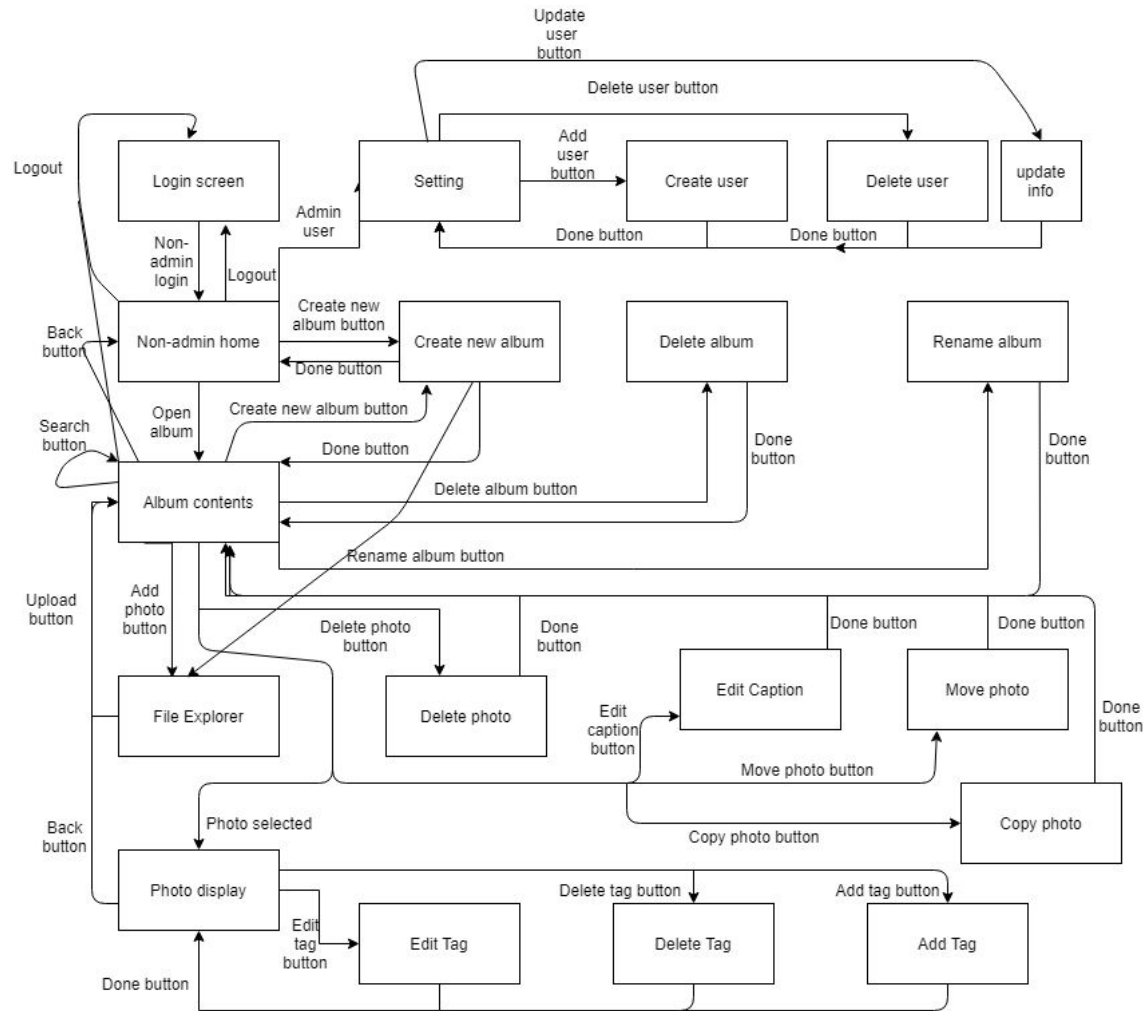 Update
user
button
Delete user button
Add
user
button
Logout
Login screen
Setting
Create user
Delete user
update
info
Admin
user
Non-
admin
login
Logout
Done button
Done button
Create new
album button
Back
button
Non-admin home
Create new album
Delete album
Rename album
Done button
Open
album
Create new album button
Search
button
Done button
Done
button
Done
button
Album contents
Delete album button
Rename album button
Upload
button
Add
photo
button
Delete photo
button
Done
button
Done button
Done button
File Explorer
Delete photo
Edit Caption
Move photo
Edit
caption
button
Done
button
Move photo button
Photo selected
Copy photo button
Copy photo
Back
button
Photo display
Delete tag button
Add tag button
Edit
tag
button
Edit Tag
Delete Tag
Add Tag
Done button